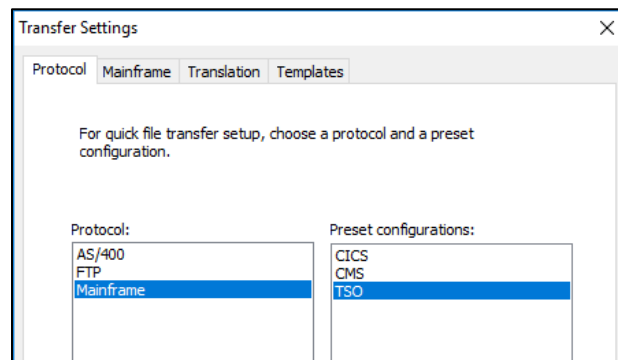 Transfer Settings
Protocol Mainframe Translation Templates
For quick file transfer setup, choose a protocol and a preset
configuration.
Protocol: Preset configurations:
AS/400 CICS
FTP CMS
Mainframe TSO